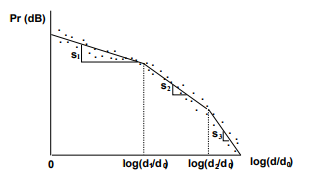 Pr (dB)
S1
S2
S3
0
log(d1/d0)
log(d2/d0)
log(d/d0)